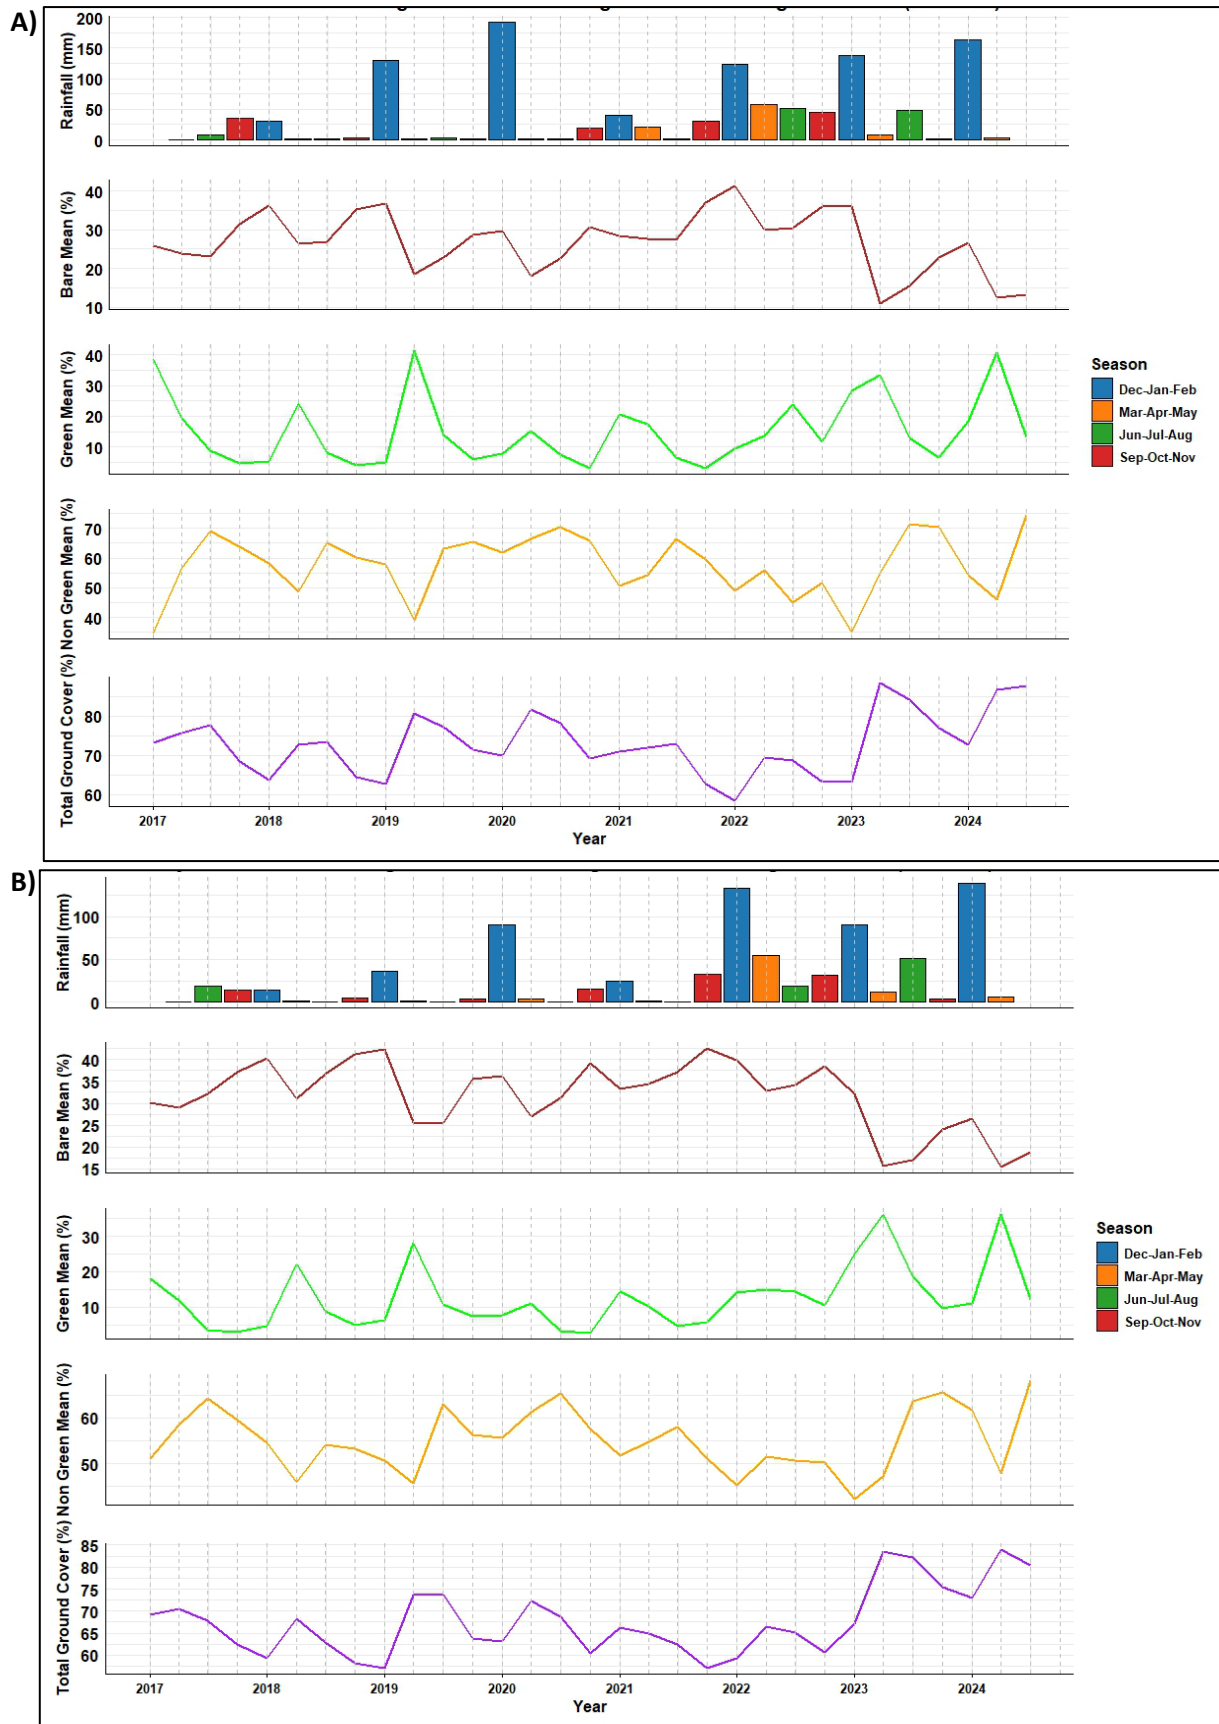 A)
Rainfall (mm)
200
150
100
50
0
Bare Mean (%)
40
30
20
10
Green Mean (%)
40
30
20
10
Non Green Mean (%)
70
60
50
40
Total Ground Cover (%)
80
70
60
2017 2018 2019 2020 2021 2022 2023 2024
Year
Season
Dec-Jan-Feb
Mar-Apr-May
Jun-Jul-Aug
Sep-Oct-Nov
B)
Rainfall (mm)
100
50
0
Bare Mean (%)
40
35
30
25
20
15
Green Mean (%)
30
20
10
Non Green Mean (%)
60
50
Total Ground Cover (%)
85
80
75
70
65
60
2017 2018 2019 2020 2021 2022 2023 2024
Year
Season
Dec-Jan-Feb
Mar-Apr-May
Jun-Jul-Aug
Sep-Oct-Nov